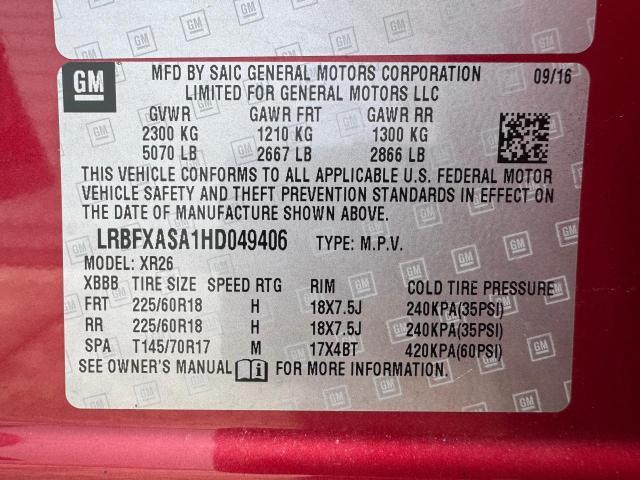 GM
MFD BY SAIC GENERAL MOTORS CORPORATION 09/16
LIMITED FOR GENERAL MOTORS LLC
GVWR GAWR FRT GAWR RR
2300 KG 1210 KG 1300 KG
5070 LB 2667 LB 2866 LB
THIS VEHICLE CONFORMS TO ALL APPLICABLE U.S. FEDERAL MOTOR
VEHICLE SAFETY AND THEFT PREVENTION STANDARDS IN EFFECT ON
THE DATE OF MANUFACTURE SHOWN ABOVE.
LRBFXASA1HD049406 TYPE: M.P.V.
MODEL: XR26
XBBB TIRE SIZE SPEED RTG RIM COLD TIRE PRESSURE
FRT 225/60R18 H 18X7.5J 240KPA(35PSI)
RR 225/60R18 H 18X7.5J 240KPA(35PSI)
SPA T145/70R17 M 17X4BT 420KPA(60PSI)
SEE OWNER'S MANUAL FOR MORE INFORMATION.